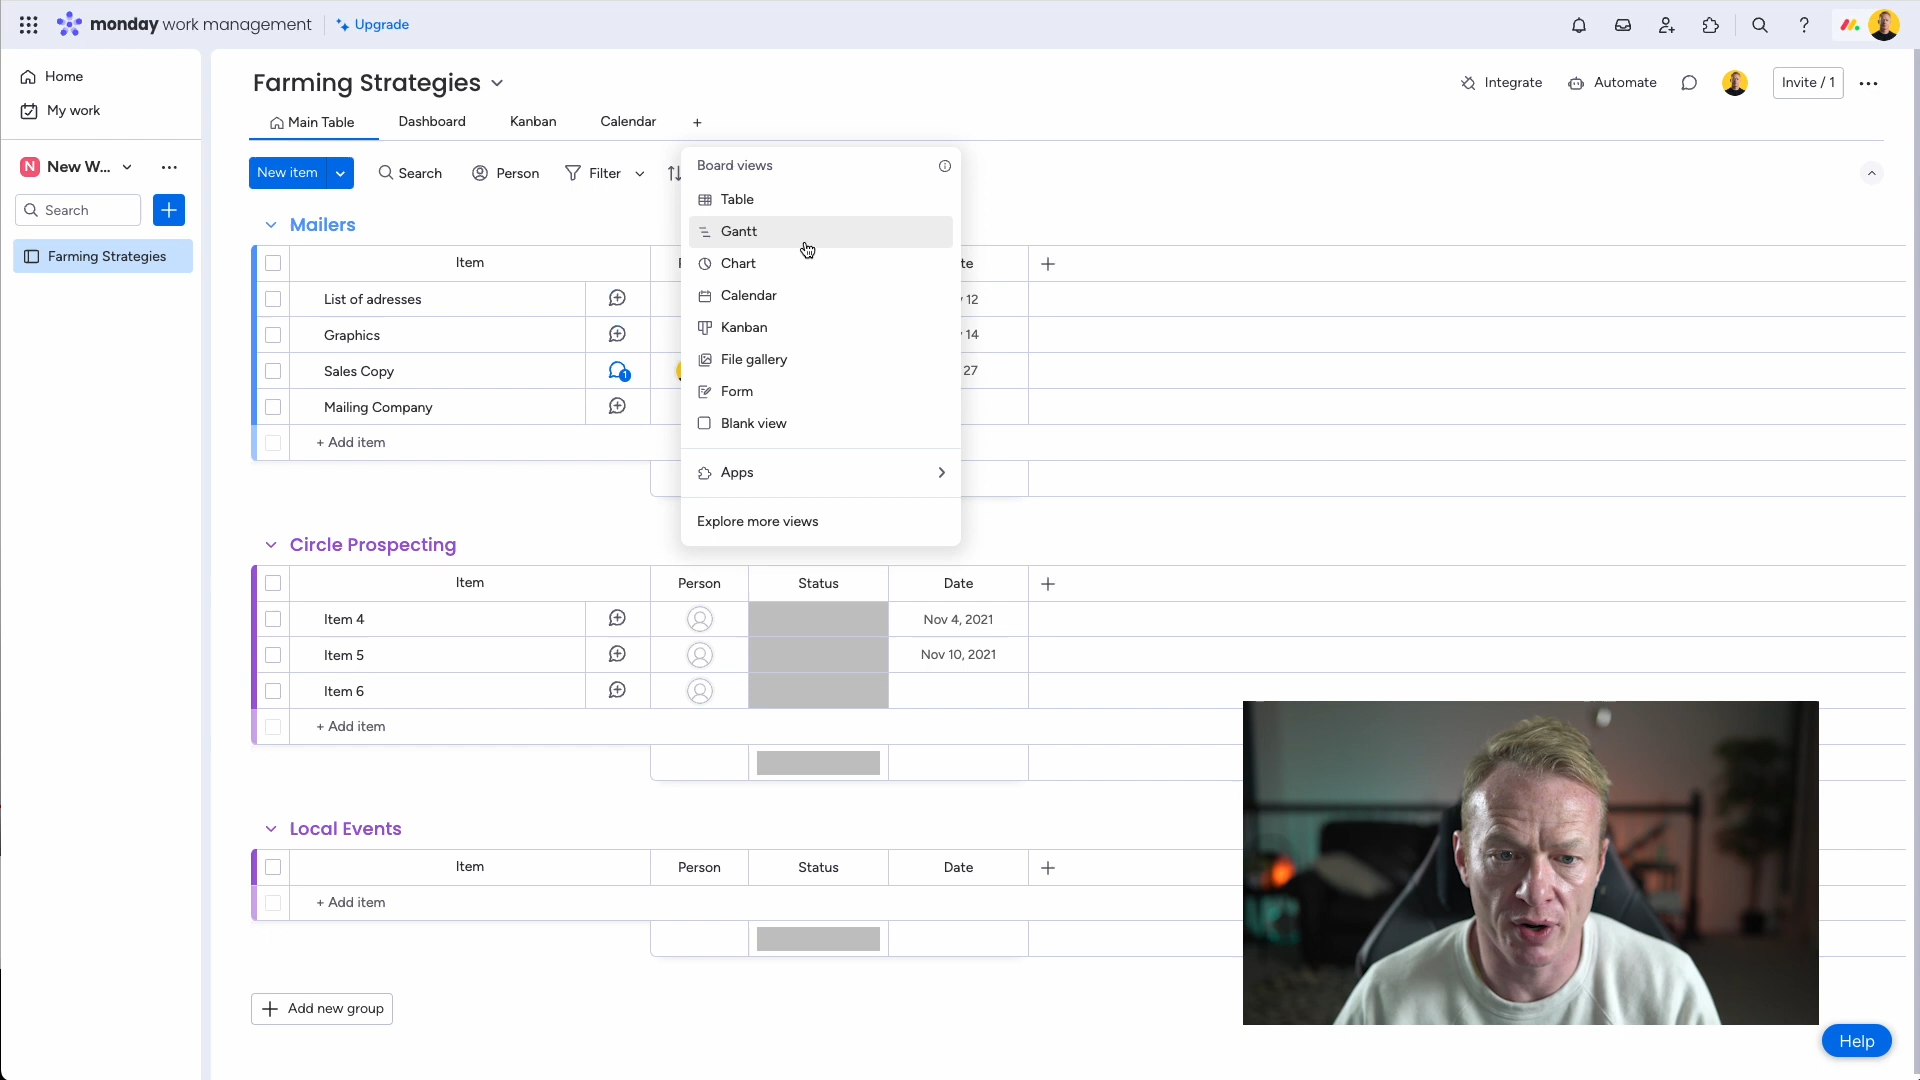 monday work management
Upgrade
Home
My work
N New W...
Search
Farming Strategies
Farming Strategies
Integrate
Automate
Invite / 1
Main Table
Dashboard
Kanban
Calendar
+
New item
Search
Person
Filter
Board views
Table
Gantt
Chart
Calendar
Kanban
File gallery
Form
Blank view
Apps
Explore more views
Mailers
Item
List of adresses
12
Graphics
14
Sales Copy
1
27
Mailing Company
+ Add item
Circle Prospecting
Item
Person
Status
Date
Item 4
Nov 4, 2021
Item 5
Nov 10, 2021
Item 6
+ Add item
Local Events
Item
Person
Status
Date
+ Add item
Add new group
Help